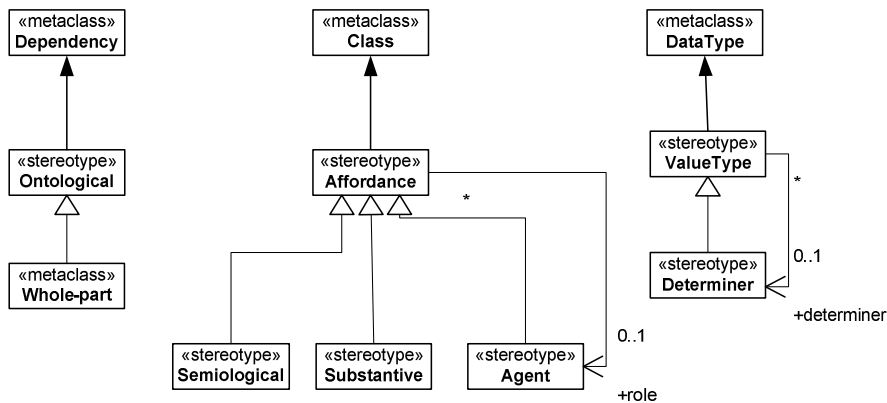 «metaclass»
Dependency
«metaclass»
Class
«metaclass»
DataType
«stereotype»
Ontological
«stereotype»
Affordance
«stereotype»
ValueType
*
*
«metaclass»
Whole-part
«stereotype»
Determiner
0..1
+determiner
«stereotype»
Semiological
«stereotype»
Substantive
«stereotype»
Agent
0..1
+role